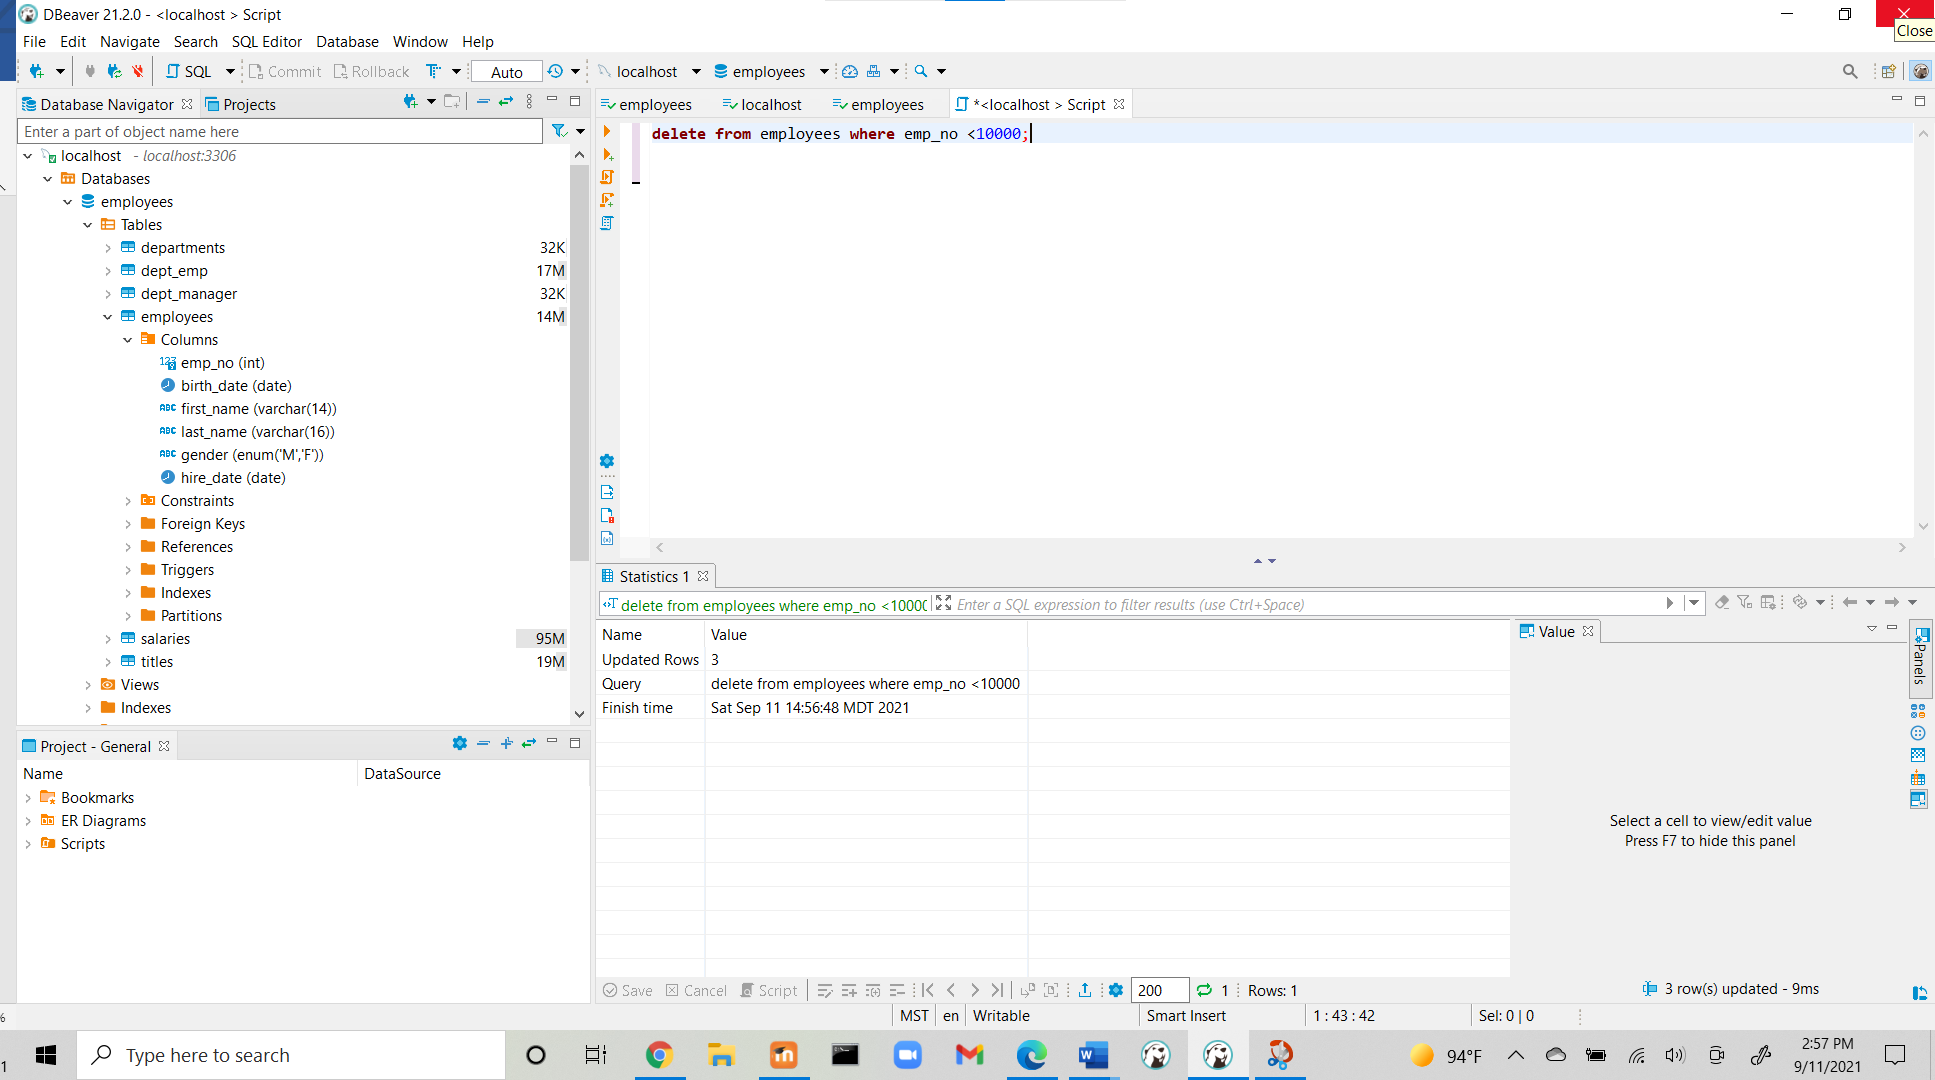 DBeaver 21.2.0 - <localhost > Script
Close
File Edit Navigate Search SQL Editor Database Window Help
SQL Commit Rollback Auto localhost employees
Database Navigator Projects
employees localhost employees *<localhost > Script
Enter a part of object name here
delete from employees where emp_no <10000;
localhost - localhost:3306
Databases
employees
Tables
departments 32K
dept_emp 17M
dept_manager 32K
employees 14M
Columns
123 emp_no (int)
birth_date (date)
ABC first_name (varchar(14))
ABC last_name (varchar(16))
ABC gender (enum('M','F'))
hire_date (date)
Constraints
Foreign Keys
References
Triggers
Indexes
Partitions
salaries 95M
titles 19M
Views
Indexes
Project - General
Name DataSource
Bookmarks
ER Diagrams
Scripts
Statistics 1
delete from employees where emp_no <10000
Enter a SQL expression to filter results (use Ctrl+Space)
Name Value
Updated Rows 3
Query delete from employees where emp_no <10000
Finish time Sat Sep 11 14:56:48 MDT 2021
Value
Panels
Select a cell to view/edit value
Press F7 to hide this panel
Save Cancel Script 200 1 Rows: 1
3 row(s) updated - 9ms
MST en Writable Smart Insert 1 : 43 : 42 Sel: 0 | 0
Type here to search
94°F
2:57 PM
9/11/2021